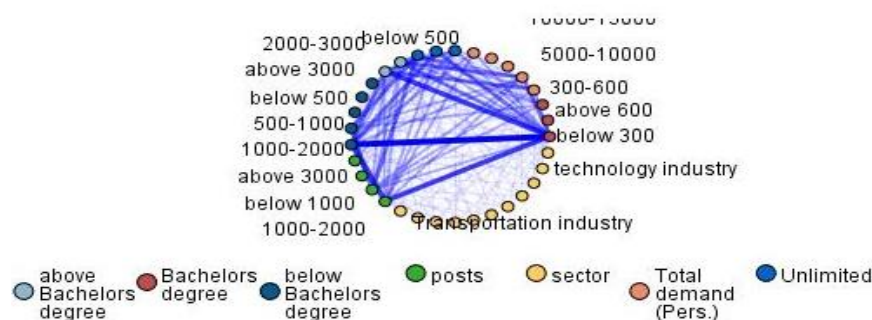 below 500
2000-3000
5000-10000
above 3000
300-600
below 500
above 600
500-1000
below 300
1000-2000
technology industry
above 3000
below 1000
Transportation industry
1000-2000
above Bachelors degree
Bachelors degree
below Bachelors degree
posts
sector
Total demand (Pers.)
Unlimited